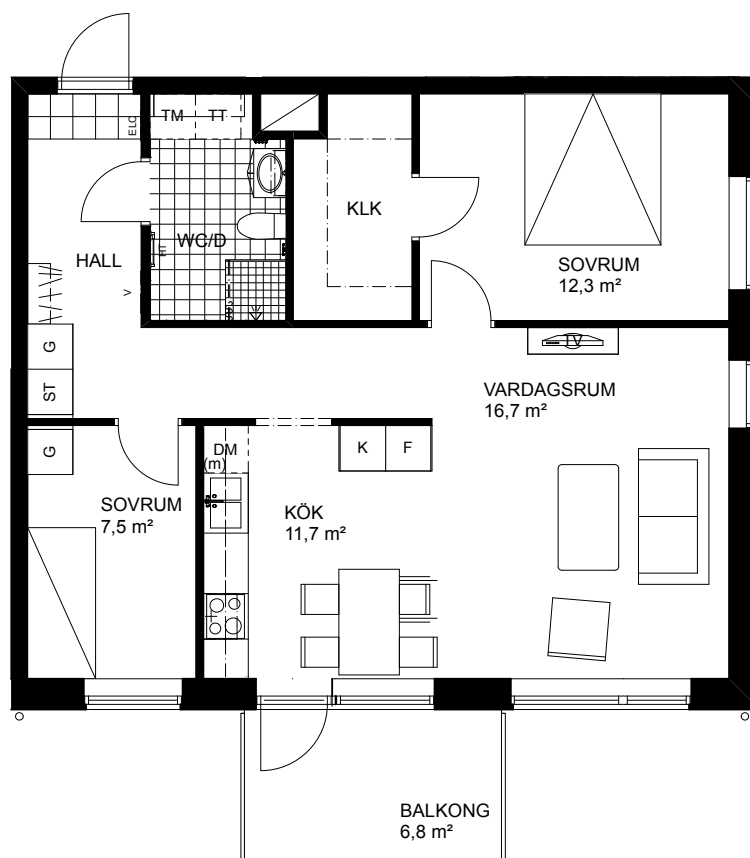 ELC
TM
TT
KLK
WC/D
HT
HALL
V
SOVRUM
12,3 m²
TV
G
ST
VARDAGSRUM
16,7 m²
G
DM
(m)
K
F
SOVRUM
7,5 m²
KÖK
11,7 m²
BALKONG
6,8 m²